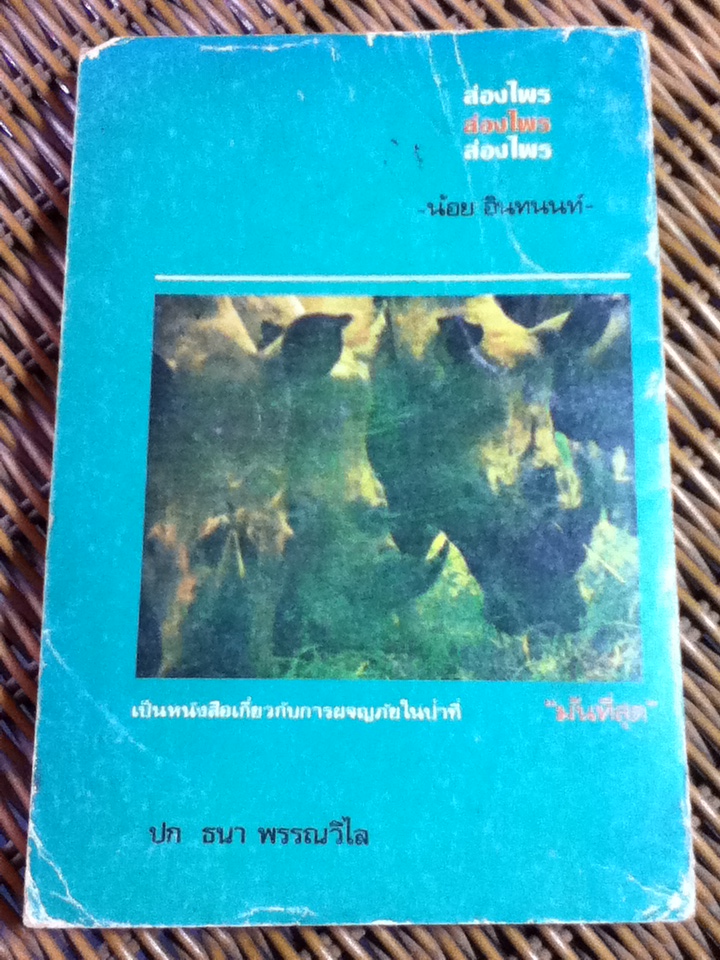 ส่องไพร
ส่องไพร
ส่องไพร
-น้อย อินทนนท์-
เป็นหนังสือเกี่ยวกับการผจญภัยในป่าที่ "มันที่สุด"
ปก ธนา พรรณวิไล